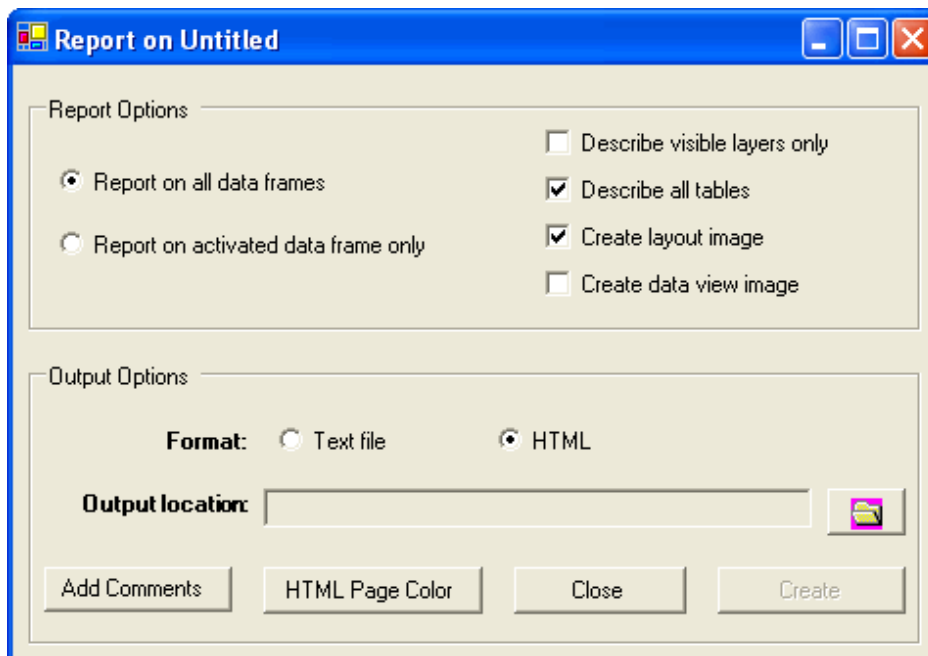 Report on Untitled
Report Options
Report on all data frames
Report on activated data frame only
Describe visible layers only
Describe all tables
Create layout image
Create data view image
Output Options
Format: Text file HTML
Output location:
Add Comments HTML Page Color Close Create